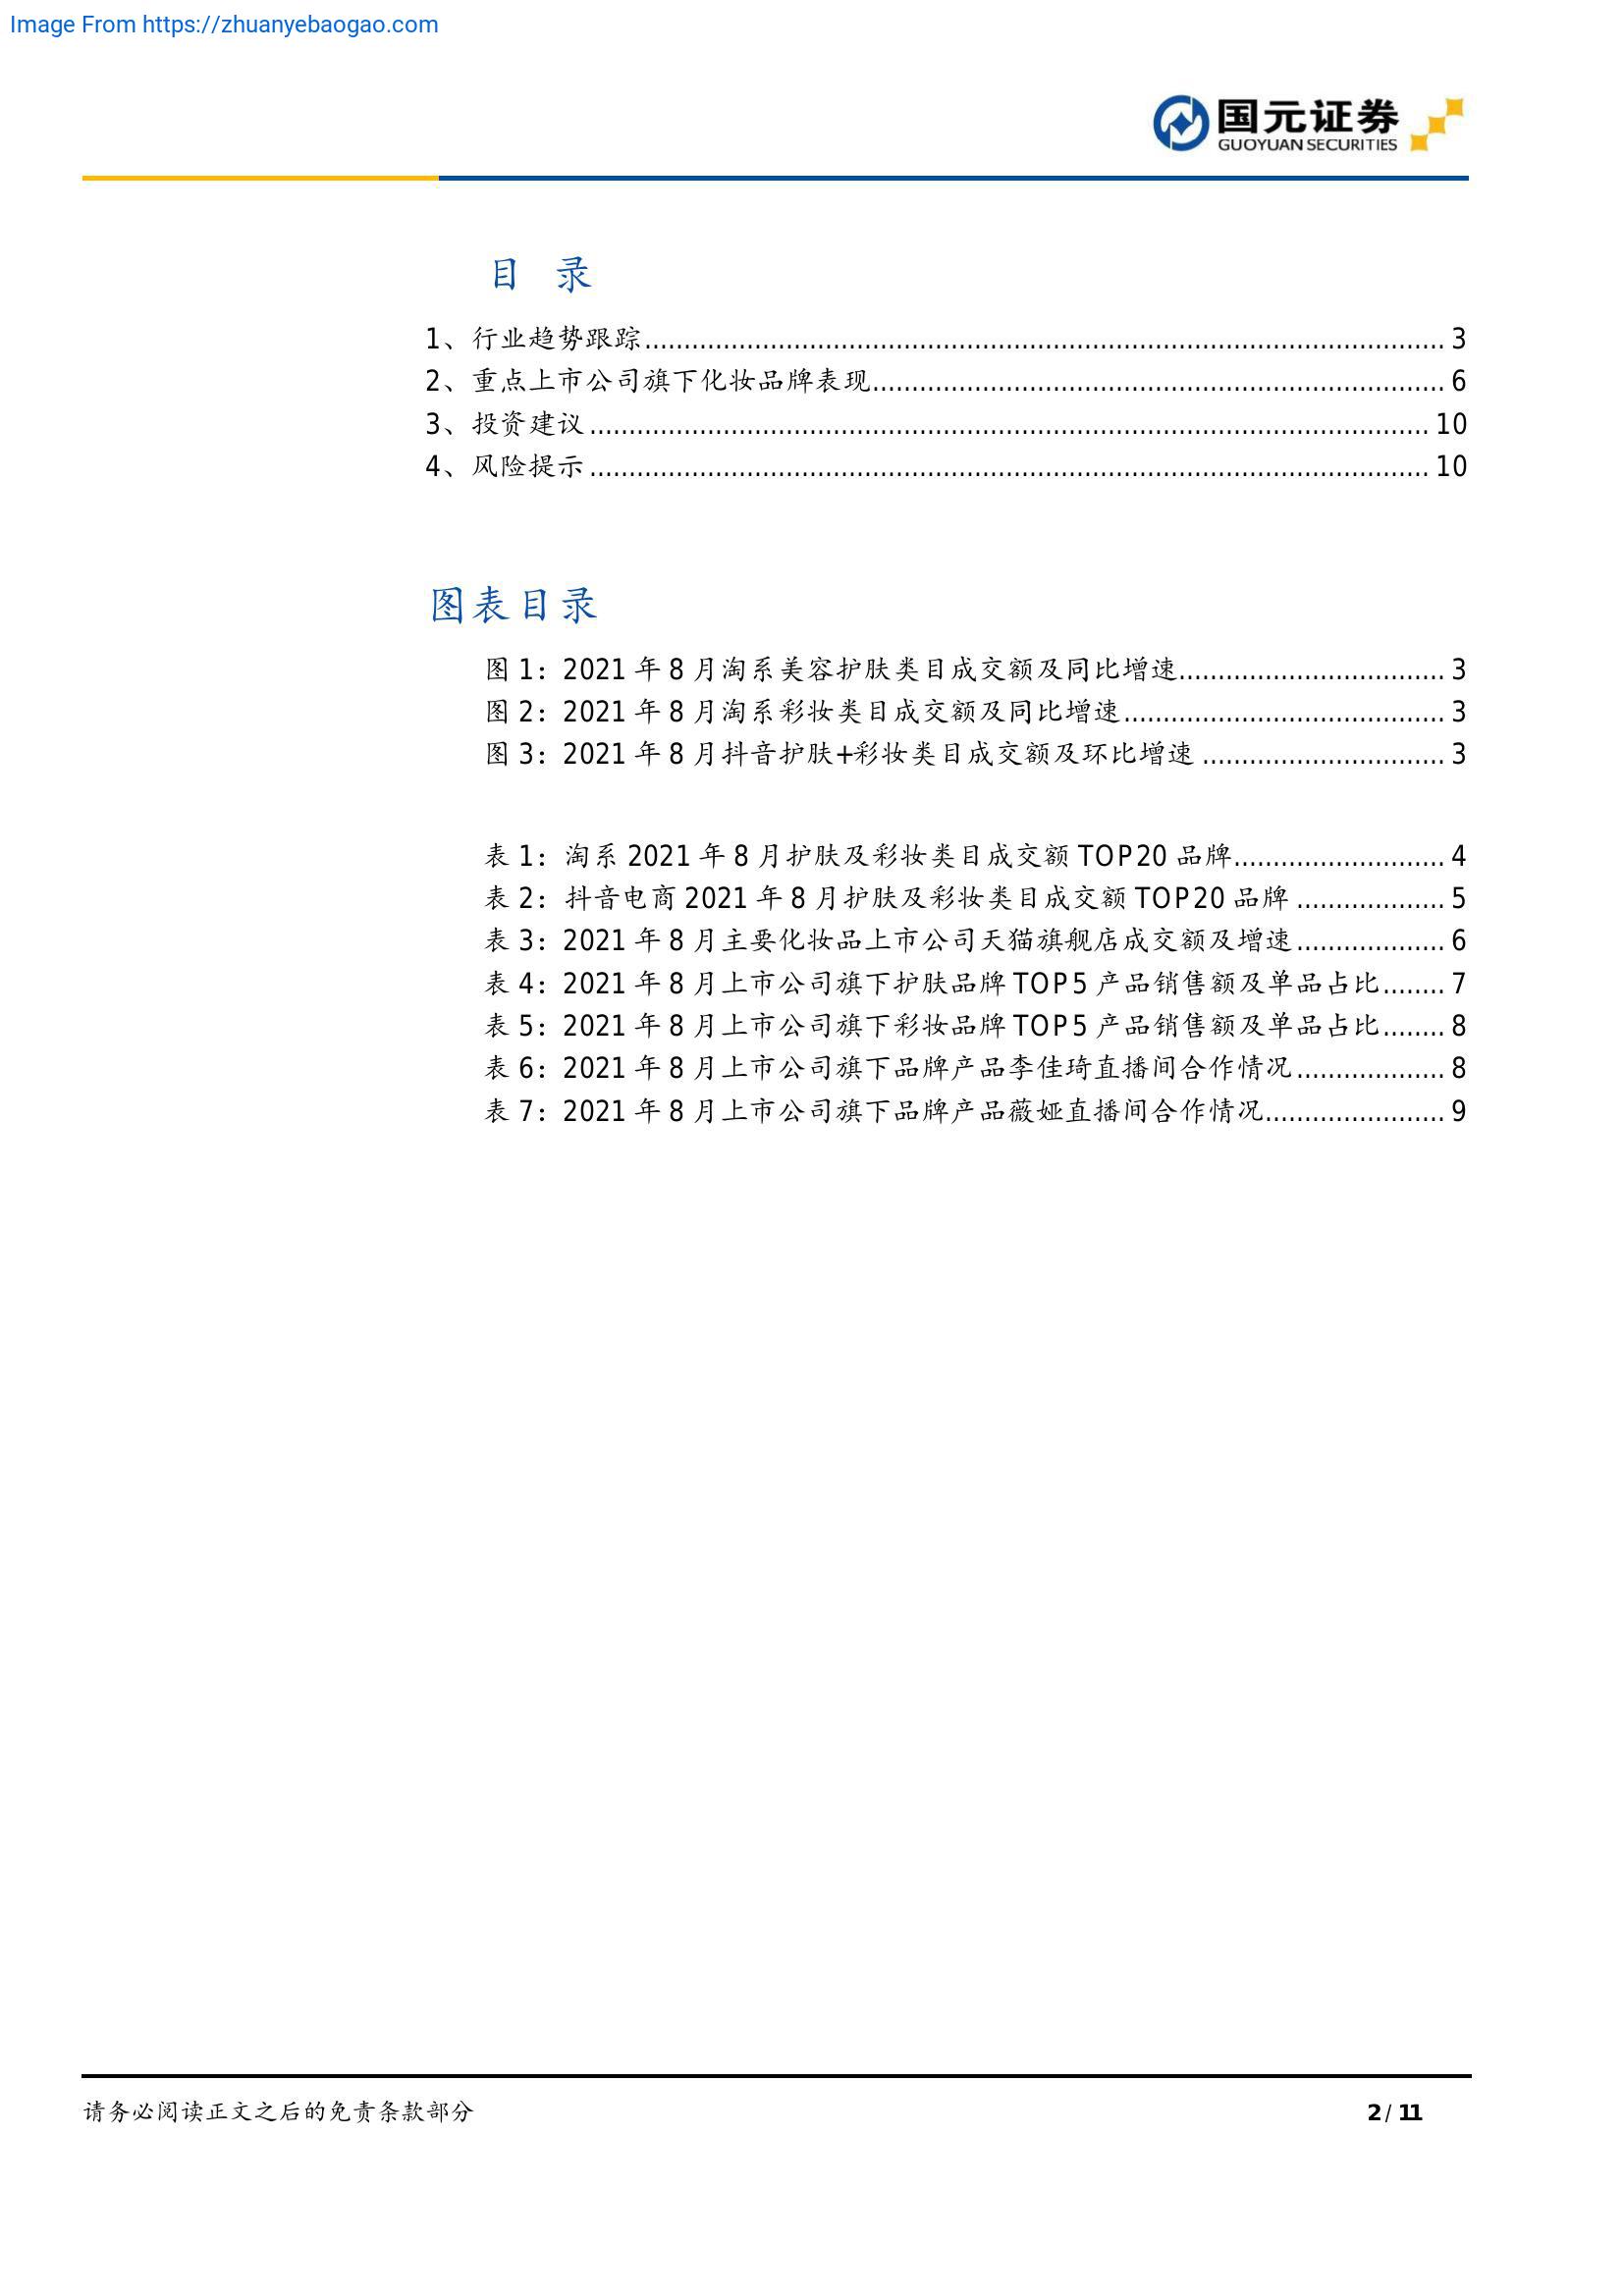 Image From https://zhuanyebaogao.com
国元证券
GUOYUAN SECURITIES
目 录
1、行业趋势跟踪 3
2、重点上市公司旗下化妆品牌表现 6
3、投资建议 10
4、风险提示 10
图表目录
图 1：2021 年 8 月淘系美容护肤类目成交额及同比增速 3
图 2：2021 年 8 月淘系彩妆类目成交额及同比增速 3
图 3：2021 年 8 月抖音护肤+彩妆类目成交额及环比增速 3
表 1：淘系 2021 年 8 月护肤及彩妆类目成交额 TOP20 品牌 4
表 2：抖音电商 2021 年 8 月护肤及彩妆类目成交额 TOP20 品牌 5
表 3：2021 年 8 月主要化妆品上市公司天猫旗舰店成交额及增速 6
表 4：2021 年 8 月上市公司旗下护肤品牌 TOP5 产品销售额及单品占比 7
表 5：2021 年 8 月上市公司旗下彩妆品牌 TOP5 产品销售额及单品占比 8
表 6：2021 年 8 月上市公司旗下品牌产品李佳琦直播间合作情况 8
表 7：2021 年 8 月上市公司旗下品牌产品薇娅直播间合作情况 9
请务必阅读正文之后的免责条款部分 2 / 11